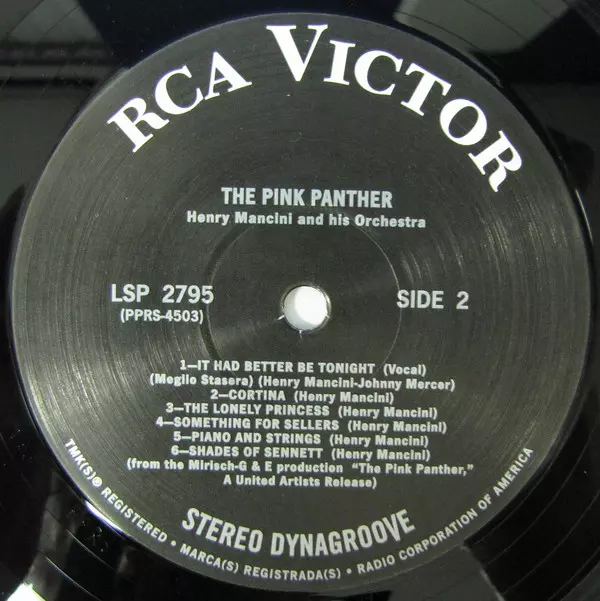 RCA VICTOR
THE PINK PANTHER
Henry Mancini and his Orchestra
LSP 2795
(PPRS-4503)
SIDE 2
1—IT HAD BETTER BE TONIGHT (Vocal)
(Meglio Stasera) (Henry Mancini-Johnny Mercer)
2—CORTINA (Henry Mancini)
3—THE LONELY PRINCESS (Henry Mancini)
4—SOMETHING FOR SELLERS (Henry Mancini)
5—PIANO AND STRINGS (Henry Mancini)
6—SHADES OF SENNETT (Henry Mancini)
(from the Mirisch-G & E production "The Pink Panther,"
A United Artists Release)
STEREO DYNAGROOVE
TMK(S)® REGISTERED • MARCA(S) REGISTRADA(S) • RADIO CORPORATION OF AMERICA